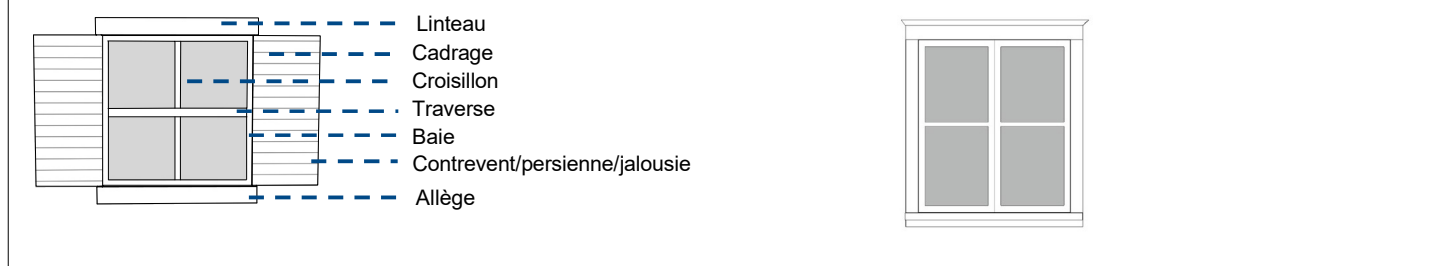 Linteau
Cadrage
Croisillon
Traverse
Baie
Contrevent/persienne/jalousie
Allège